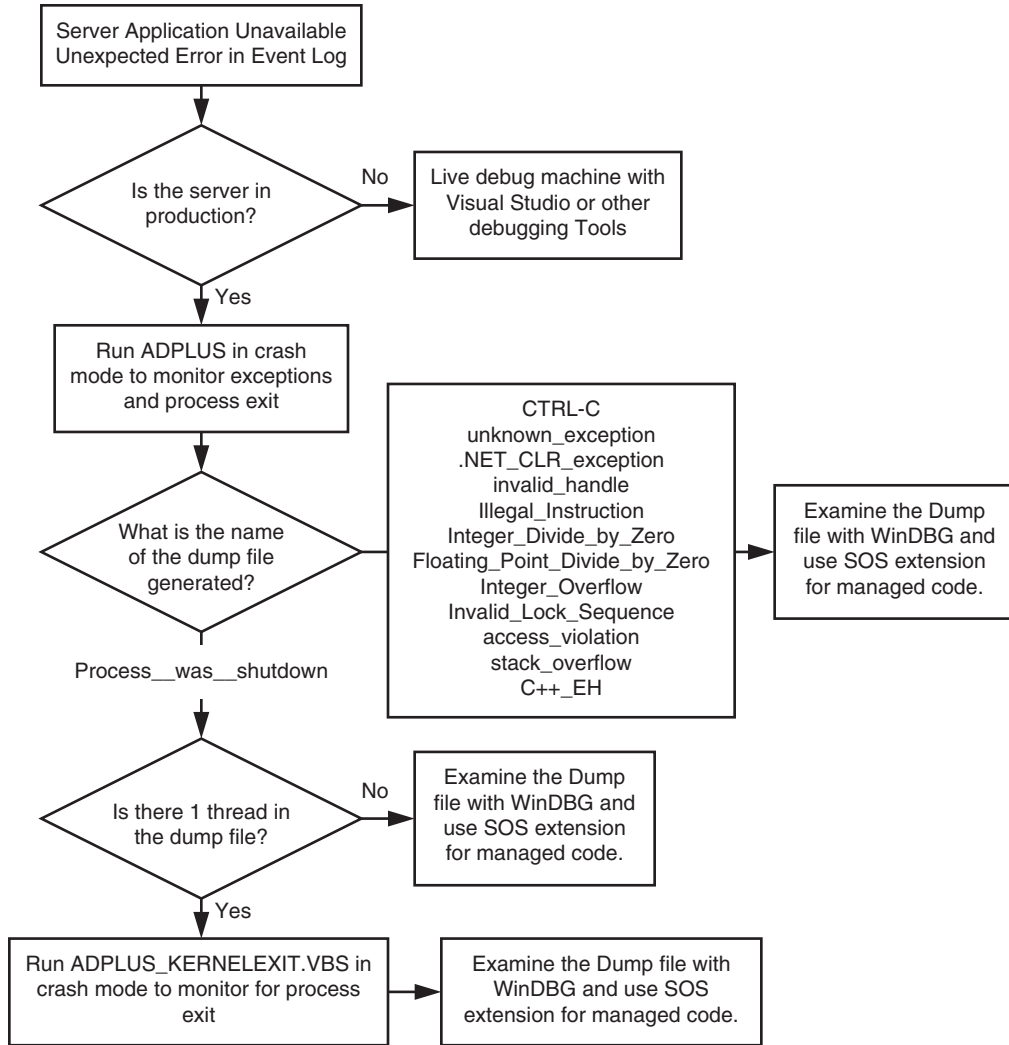 Server Application Unavailable
Unexpected Error in Event Log
Is the server in
production?
No
Live debug machine with
Visual Studio or other
debugging Tools
Yes
Run ADPLUS in crash
mode to monitor exceptions
and process exit
What is the name
of the dump file
generated?
CTRL-C
unknown_exception
.NET_CLR_exception
invalid_handle
Illegal_Instruction
Integer_Divide_by_Zero
Floating_Point_Divide_by_Zero
Integer_Overflow
Invalid_Lock_Sequence
access_violation
stack_overflow
C++_EH
Examine the Dump
file with WinDBG and
use SOS extension
for managed code.
Process__was__shutdown
Is there 1 thread in
the dump file?
No
Examine the Dump
file with WinDBG and
use SOS extension
for managed code.
Yes
Run ADPLUS_KERNELEXIT.VBS in
crash mode to monitor for process
exit
Examine the Dump file with
WinDBG and use SOS
extension for managed code.